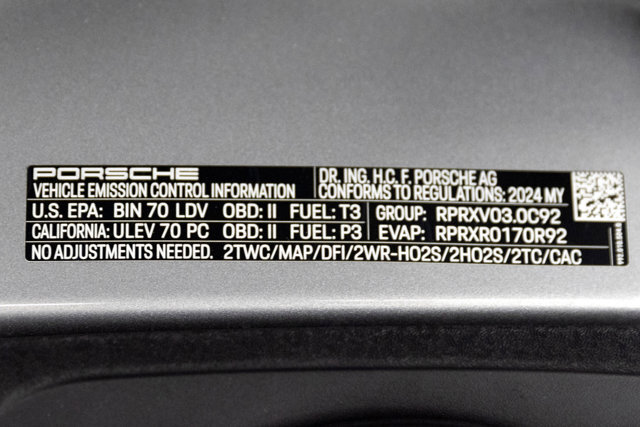 PORSCHE
VEHICLE EMISSION CONTROL INFORMATION
DR. ING. H.C. F. PORSCHE AG
CONFORMS TO REGULATIONS: 2024 MY
U.S. EPA: BIN 70 LDV OBD: II FUEL: T3
CALIFORNIA: ULEV 70 PC OBD: II FUEL: P3
GROUP: RPRXV03.0C92
EVAP: RPRXR0170R92
NO ADJUSTMENTS NEEDED. 2TWC/MAP/DFI/2WR-HO2S/2HO2S/2TC/CAC